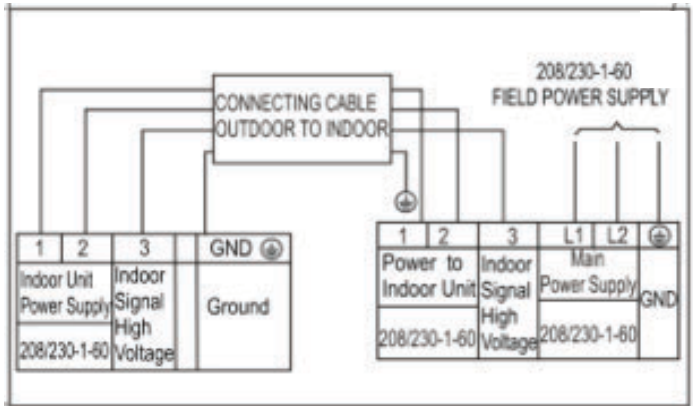 208/230-1-60
FIELD POWER SUPPLY
CONNECTING CABLE
OUTDOOR TO INDOOR
1 2 3 GND
Indoor Unit
Power Supply
208/230-1-60
Indoor
Signal
High
Voltage
Ground
1 2 3 L1 L2
Power to
Indoor Unit
208/230-1-60
Indoor
Signal
High
Voltage
Main
Power Supply
208/230-1-60
GND